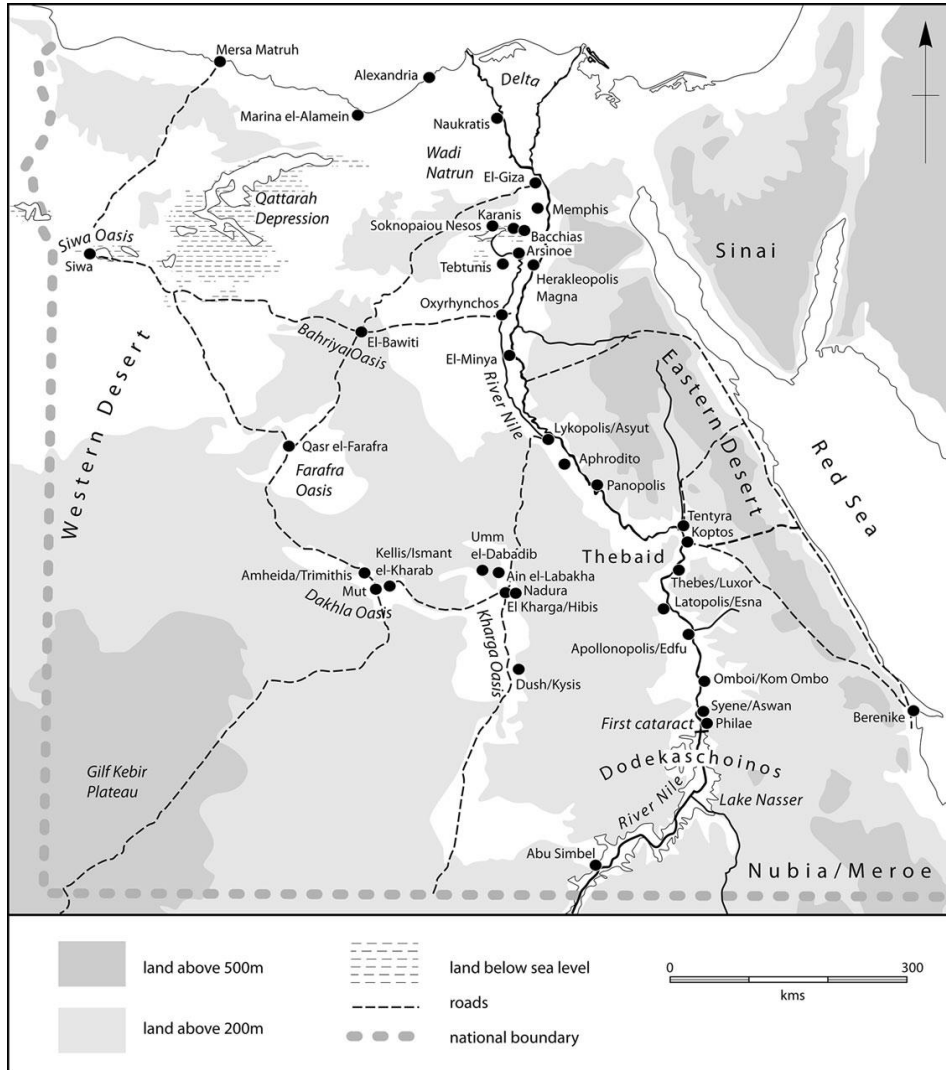 Mersa Matruh
Alexandria
Delta
Marina el-Alamein
Naukratis
Wadi
Natrun
El-Giza
Qattarah
Depression
Memphis
Karanis
Soknopaiou Nesos
Bacchias
Siwa Oasis
Siwa
Arsinoe
Tebtunis
Sinai
Herakleopolis
Magna
Oxyrhynchos
El-Bawiti
BahriyalOasis
El-Minya
River Nile
Eastern Desert
Western Desert
Red Sea
Lykopolis/Asyut
Qasr el-Farafra
Farafra
Oasis
Aphrodito
Panopolis
Tentyra
Koptos
Umm
el-Dabadib
Thebaid
Kellis/Ismant
el-Kharab
Amheida/Trimithis
Mut
Dakhla Oasis
Ain el-Labakha
Nadura
El Kharga/Hibis
Thebes/Luxor
Latopolis/Esna
Kharga Oasis
Apollonopolis/Edfu
Dush/Kysis
Omboi/Kom Ombo
Syene/Aswan
First cataract
Philae
Berenike
Dodekaschoinos
Gilf Kebir
Plateau
River Nile
Lake Nasser
Abu Simbel
Nubia/Meroe
land above 500m
land below sea level
0 300
kms
roads
land above 200m
national boundary